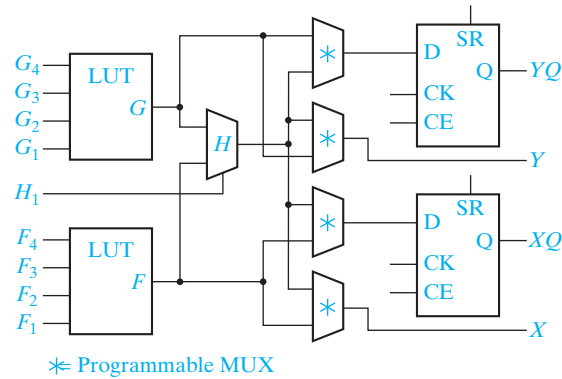 G4
G3
G2
G1
LUT
G
H1
H
F4
F3
F2
F1
LUT
F
*
*
*
*
SR
D
Q
CK
CE
YQ
Y
SR
D
Q
CK
CE
XQ
X
* Programmable MUX